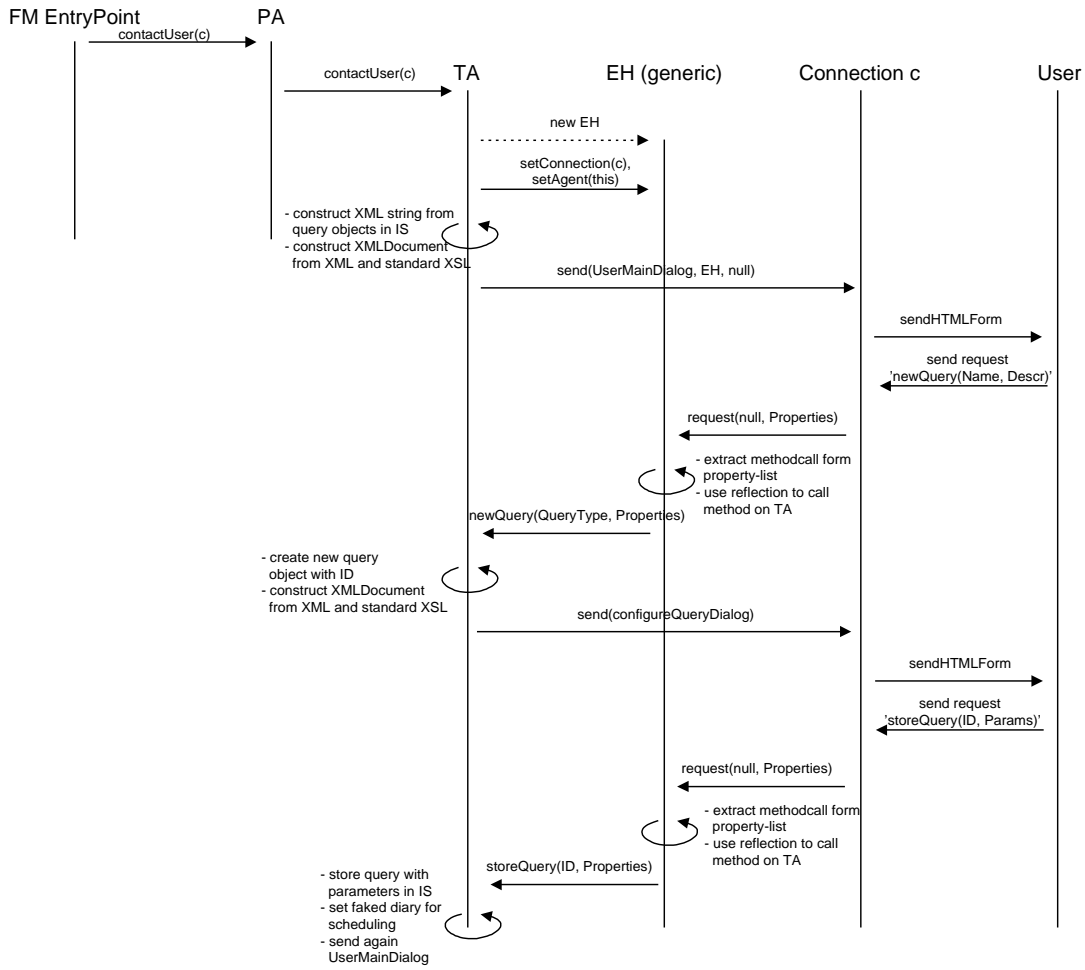 FM EntryPoint
PA
contactUser(c)
contactUser(c)
TA
EH (generic)
Connection c
User
new EH
setConnection(c),
setAgent(this)
- construct XML string from
query objects in IS
- construct XMLDocument
from XML and standard XSL
send(UserMainDialog, EH, null)
sendHTMLForm
send request
'newQuery(Name, Descr)'
request(null, Properties)
- extract methodcall form
property-list
- use reflection to call
method on TA
newQuery(QueryType, Properties)
- create new query
object with ID
- construct XMLDocument
from XML and standard XSL
send(configureQueryDialog)
sendHTMLForm
send request
'storeQuery(ID, Params)'
request(null, Properties)
- extract methodcall form
property-list
- use reflection to call
method on TA
storeQuery(ID, Properties)
- store query with
parameters in IS
- set faked diary for
scheduling
- send again
UserMainDialog